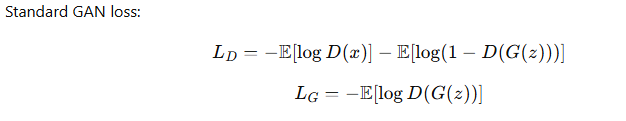 Standard GAN loss:
L_D = −𝔼[log D(x)] − 𝔼[log(1 − D(G(z)))]
L_G = −𝔼[log D(G(z))]